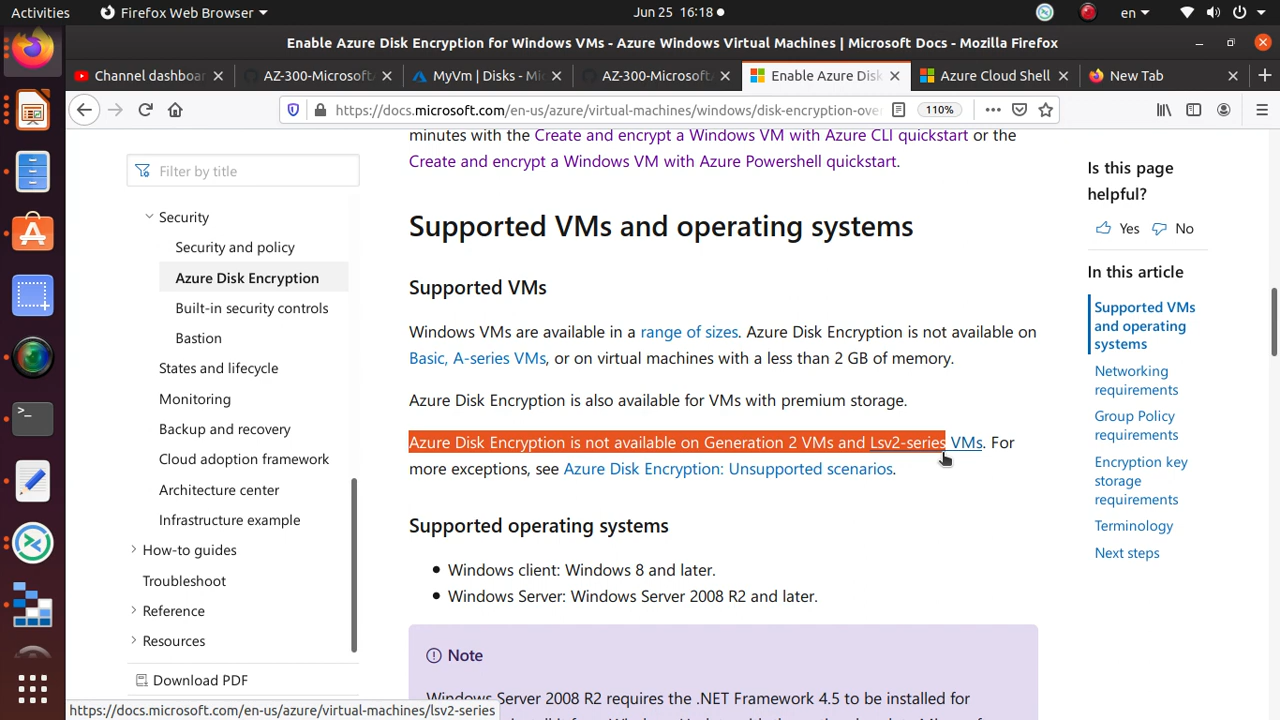 Activities
Firefox Web Browser
Jun 25 16:18
en
Enable Azure Disk Encryption for Windows VMs - Azure Windows Virtual Machines | Microsoft Docs - Mozilla Firefox
Channel dashboar
AZ-300-Microsoft
MyVm | Disks - Mi
AZ-300-Microsoft
Enable Azure Disk
Azure Cloud Shell
New Tab
https://docs.microsoft.com/en-us/azure/virtual-machines/windows/disk-encryption-ove
110%
minutes with the Create and encrypt a Windows VM with Azure CLI quickstart or the
Create and encrypt a Windows VM with Azure Powershell quickstart.
Filter by title
Security
Security and policy
Azure Disk Encryption
Built-in security controls
Bastion
States and lifecycle
Monitoring
Backup and recovery
Cloud adoption framework
Architecture center
Infrastructure example
How-to guides
Troubleshoot
Reference
Resources
Download PDF
Supported VMs and operating systems
Supported VMs
Windows VMs are available in a range of sizes. Azure Disk Encryption is not available on
Basic, A-series VMs, or on virtual machines with a less than 2 GB of memory.
Azure Disk Encryption is also available for VMs with premium storage.
Azure Disk Encryption is not available on Generation 2 VMs and Lsv2-series VMs. For
more exceptions, see Azure Disk Encryption: Unsupported scenarios.
Supported operating systems
Windows client: Windows 8 and later.
Windows Server: Windows Server 2008 R2 and later.
Note
Windows Server 2008 R2 requires the .NET Framework 4.5 to be installed for
Is this page
helpful?
Yes
No
In this article
Supported VMs
and operating
systems
Networking
requirements
Group Policy
requirements
Encryption key
storage
requirements
Terminology
Next steps
https://docs.microsoft.com/en-us/azure/virtual-machines/lsv2-series